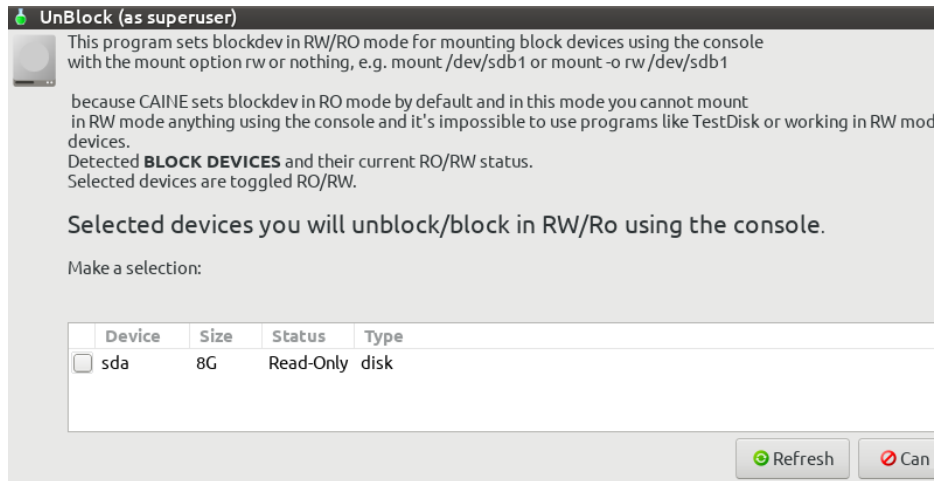 UnBlock (as superuser)
This program sets blockdev in RW/RO mode for mounting block devices using the console
with the mount option rw or nothing, e.g. mount /dev/sdb1 or mount -o rw /dev/sdb1
because CAINE sets blockdev in RO mode by default and in this mode you cannot mount
in RW mode anything using the console and it's impossible to use programs like TestDisk or working in RW mod
devices.
Detected BLOCK DEVICES and their current RO/RW status.
Selected devices are toggled RO/RW.
Selected devices you will unblock/block in RW/Ro using the console.
Make a selection:
Device Size Status Type
sda 8G Read-Only disk
Refresh Can